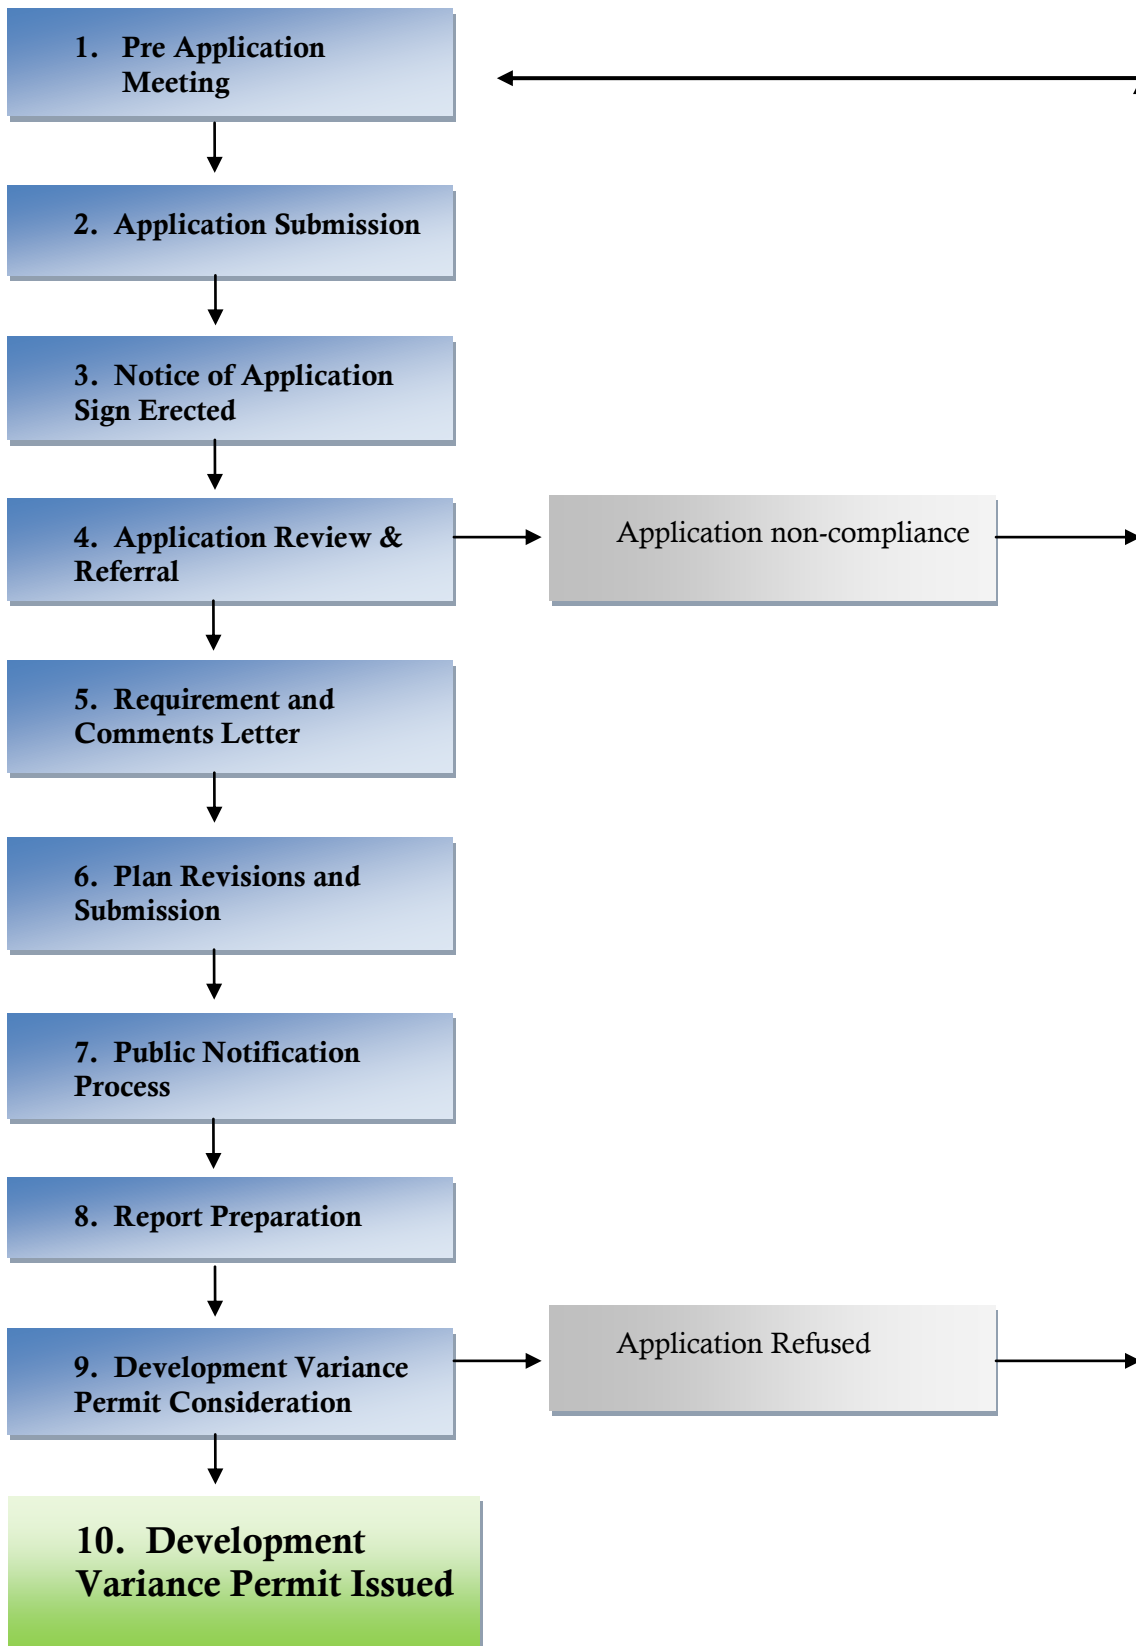 1. Pre Application
Meeting
2. Application Submission
3. Notice of Application
Sign Erected
4. Application Review &
Referral
Application non-compliance
5. Requirement and
Comments Letter
6. Plan Revisions and
Submission
7. Public Notification
Process
8. Report Preparation
9. Development Variance
Permit Consideration
Application Refused
10. Development
Variance Permit Issued